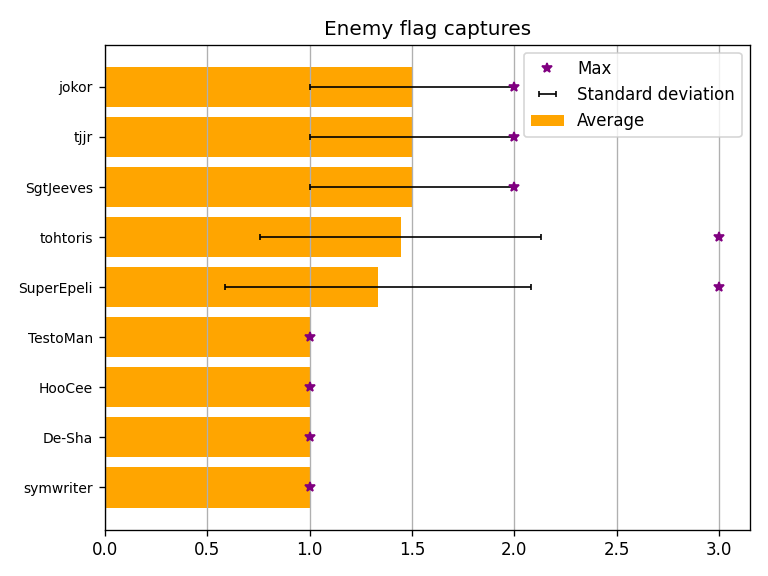 Enemy flag captures
Max
Standard deviation
Average
jokor
tjjr
SgtJeeves
tohtoris
SuperEpeli
TestoMan
HooCee
De-Sha
symwriter
0.0 0.5 1.0 1.5 2.0 2.5 3.0